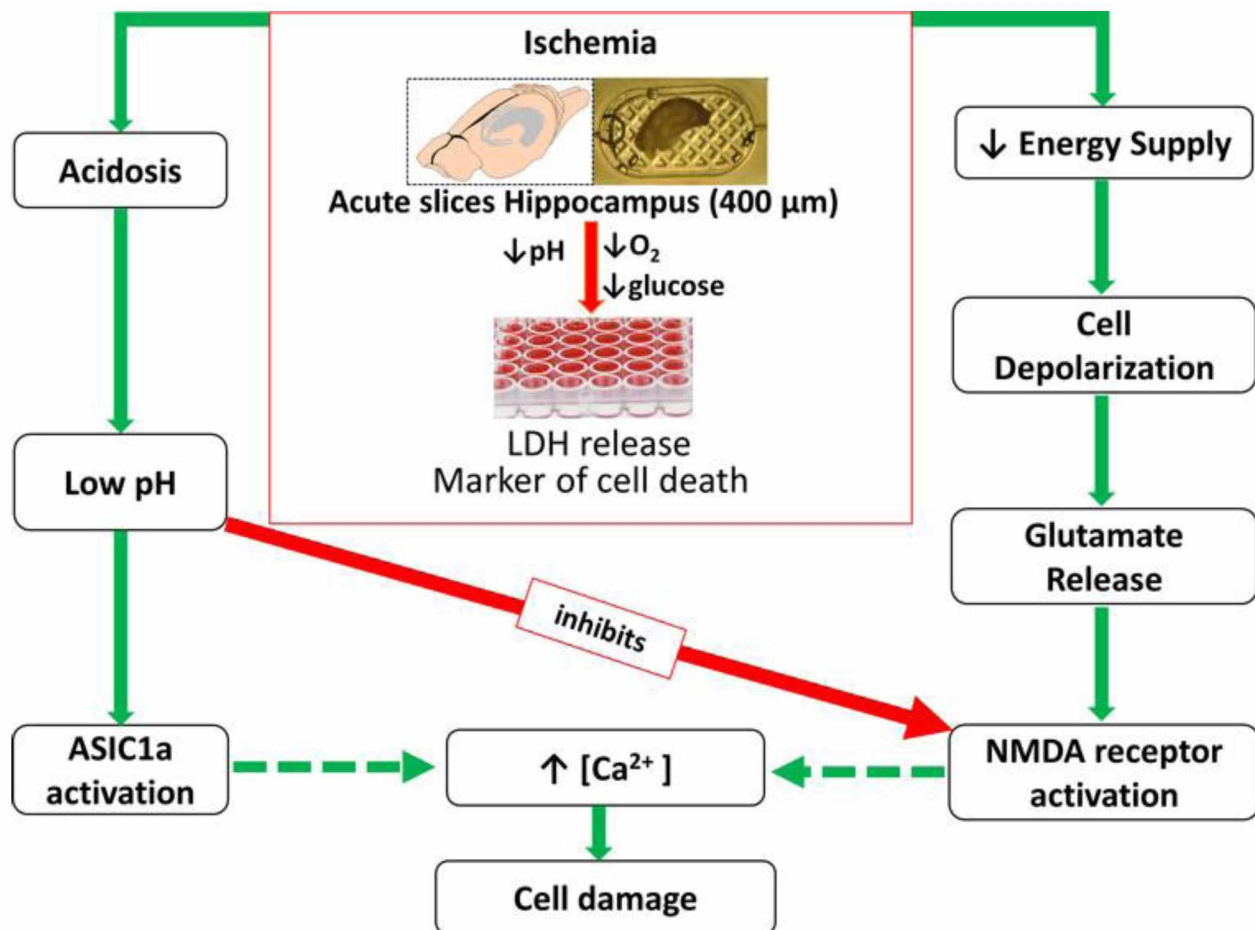 Ischemia
Acute slices Hippocampus (400 µm)
↓pH
↓O₂
↓glucose
LDH release
Marker of cell death
Acidosis
Low pH
ASIC1a
activation
inhibits
↓ Energy Supply
Cell
Depolarization
Glutamate
Release
NMDA receptor
activation
↑ [Ca²⁺ ]
Cell damage